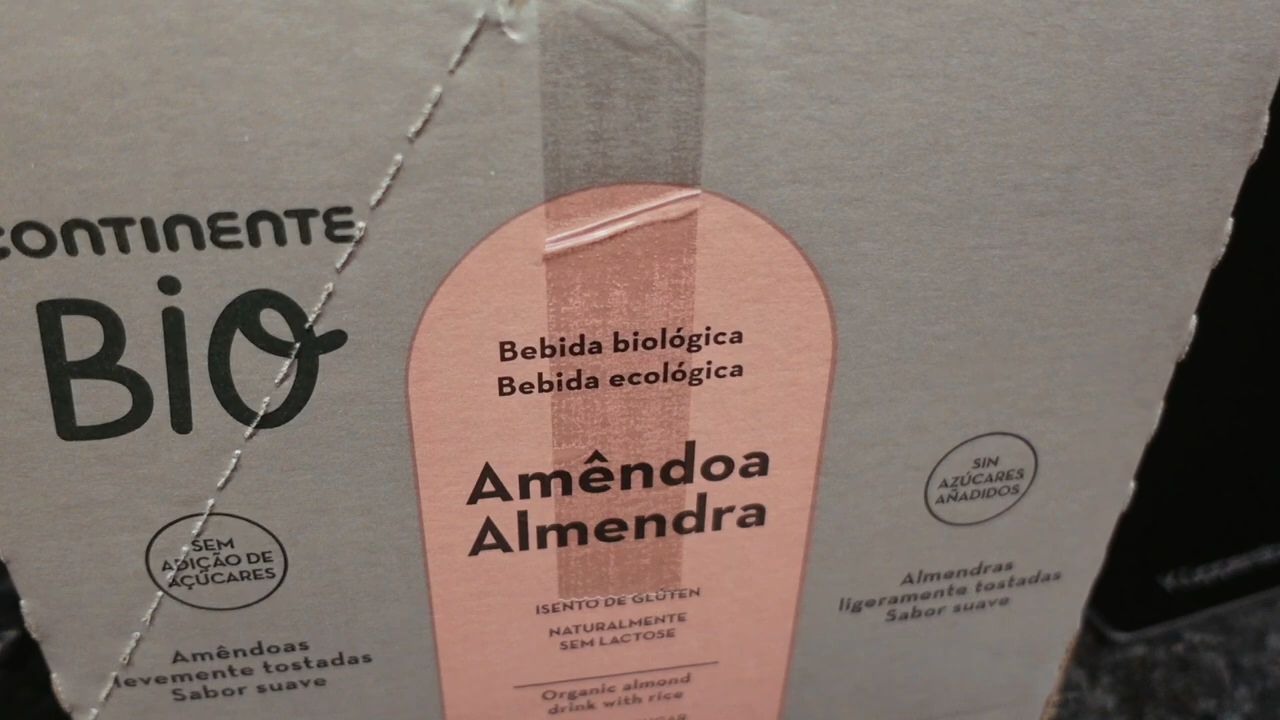 CONTINENTE
Bio
SEM
ADIÇÃO DE
AÇÚCARES
Amêndoas
levemente tostadas
Sabor suave
Bebida biológica
Bebida ecológica
Amêndoa
Almendra
ISENTO DE GLÚTEN
NATURALMENTE
SEM LACTOSE
Organic almond
drink with rice
SIN
AZÚCARES
AÑADIDOS
Almendras
ligeramente tostadas
Sabor suave